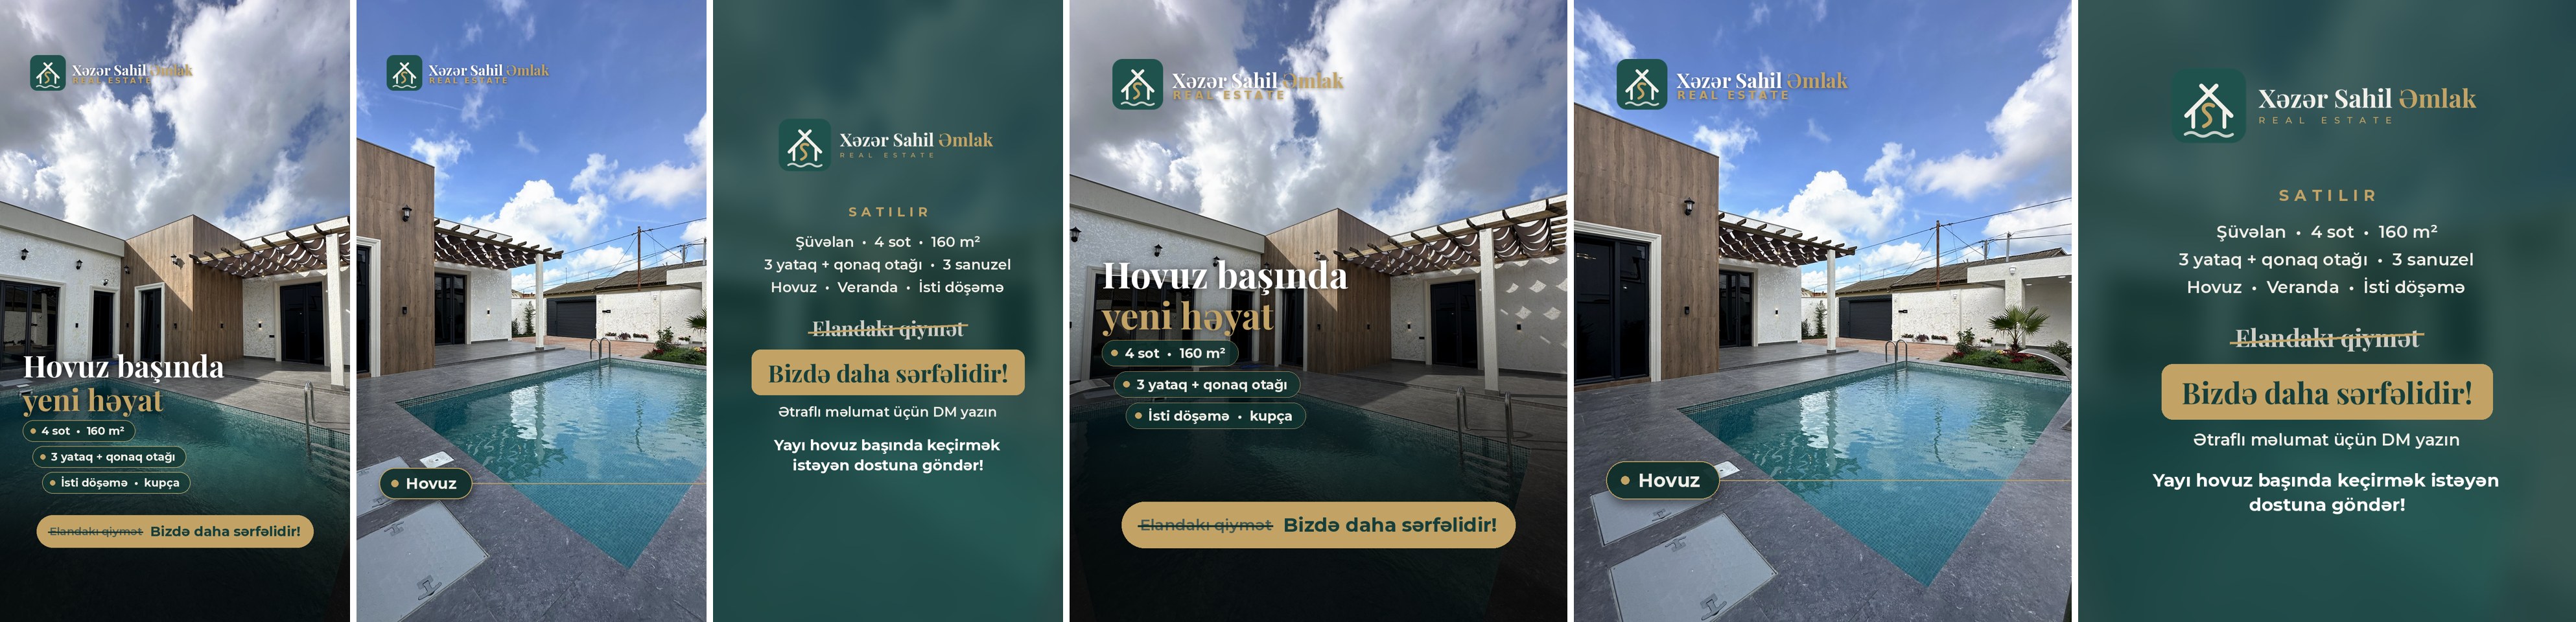 Xəzər Sahil Əmlak
REAL ESTATE
Hovuz başında
yeni həyat
4 sot • 160 m²
3 yataq + qonaq otağı
İsti döşəmə • kupça
Elandakı qiymət Bizdə daha sərfəlidir!
Xəzər Sahil Əmlak
REAL ESTATE
Hovuz
Xəzər Sahil Əmlak
REAL ESTATE
SATILIR
Şüvəlan • 4 sot • 160 m²
3 yataq + qonaq otağı • 3 sanuzel
Hovuz • Veranda • İsti döşəmə
Elandakı qiymət
Bizdə daha sərfəlidir!
Ətraflı məlumat üçün DM yazın
Yayı hovuz başında keçirmək
istəyən dostuna göndər!
Xəzər Sahil Əmlak
REAL ESTATE
Hovuz başında
yeni həyat
4 sot • 160 m²
3 yataq + qonaq otağı
İsti döşəmə • kupça
Elandakı qiymət Bizdə daha sərfəlidir!
Xəzər Sahil Əmlak
REAL ESTATE
Hovuz
Xəzər Sahil Əmlak
REAL ESTATE
SATILIR
Şüvəlan • 4 sot • 160 m²
3 yataq + qonaq otağı • 3 sanuzel
Hovuz • Veranda • İsti döşəmə
Elandakı qiymət
Bizdə daha sərfəlidir!
Ətraflı məlumat üçün DM yazın
Yayı hovuz başında keçirmək istəyən
dostuna göndər!